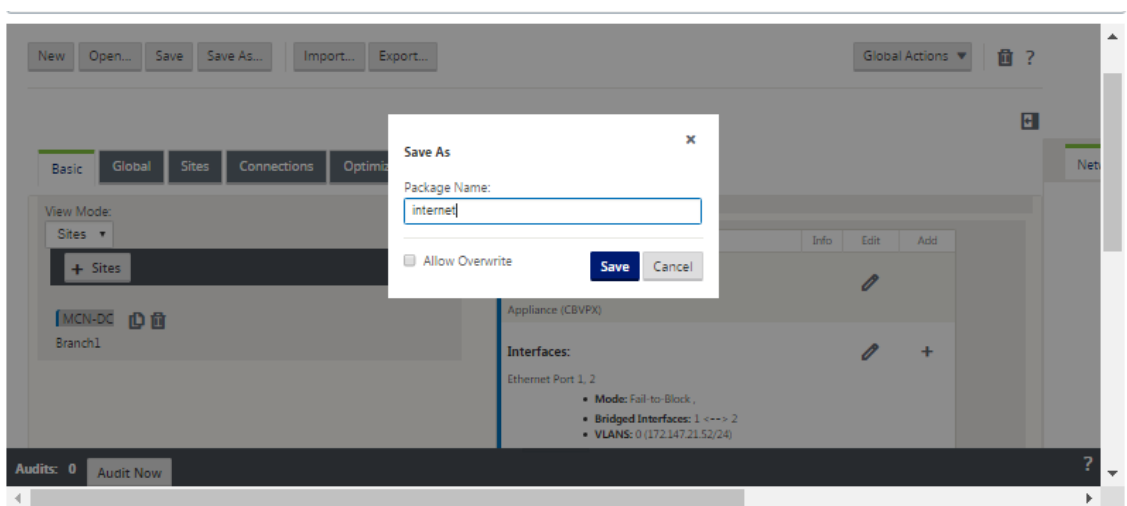 New Open... Save Save As... Import... Export... Global Actions ?
Save As
Package Name:
internet
Allow Overwrite
Save Cancel
Basic Global Sites Connections
View Mode:
Sites
+ Sites
MCN-DC
Branch1
Info Edit Add
Appliance (CBVPX)
Interfaces: +
Ethernet Port 1, 2
• Mode: Fail-to-Block ,
• Bridged Interfaces: 1 <--> 2
• VLANS: 0 (172.147.21.52/24)
Audits: 0 Audit Now ?